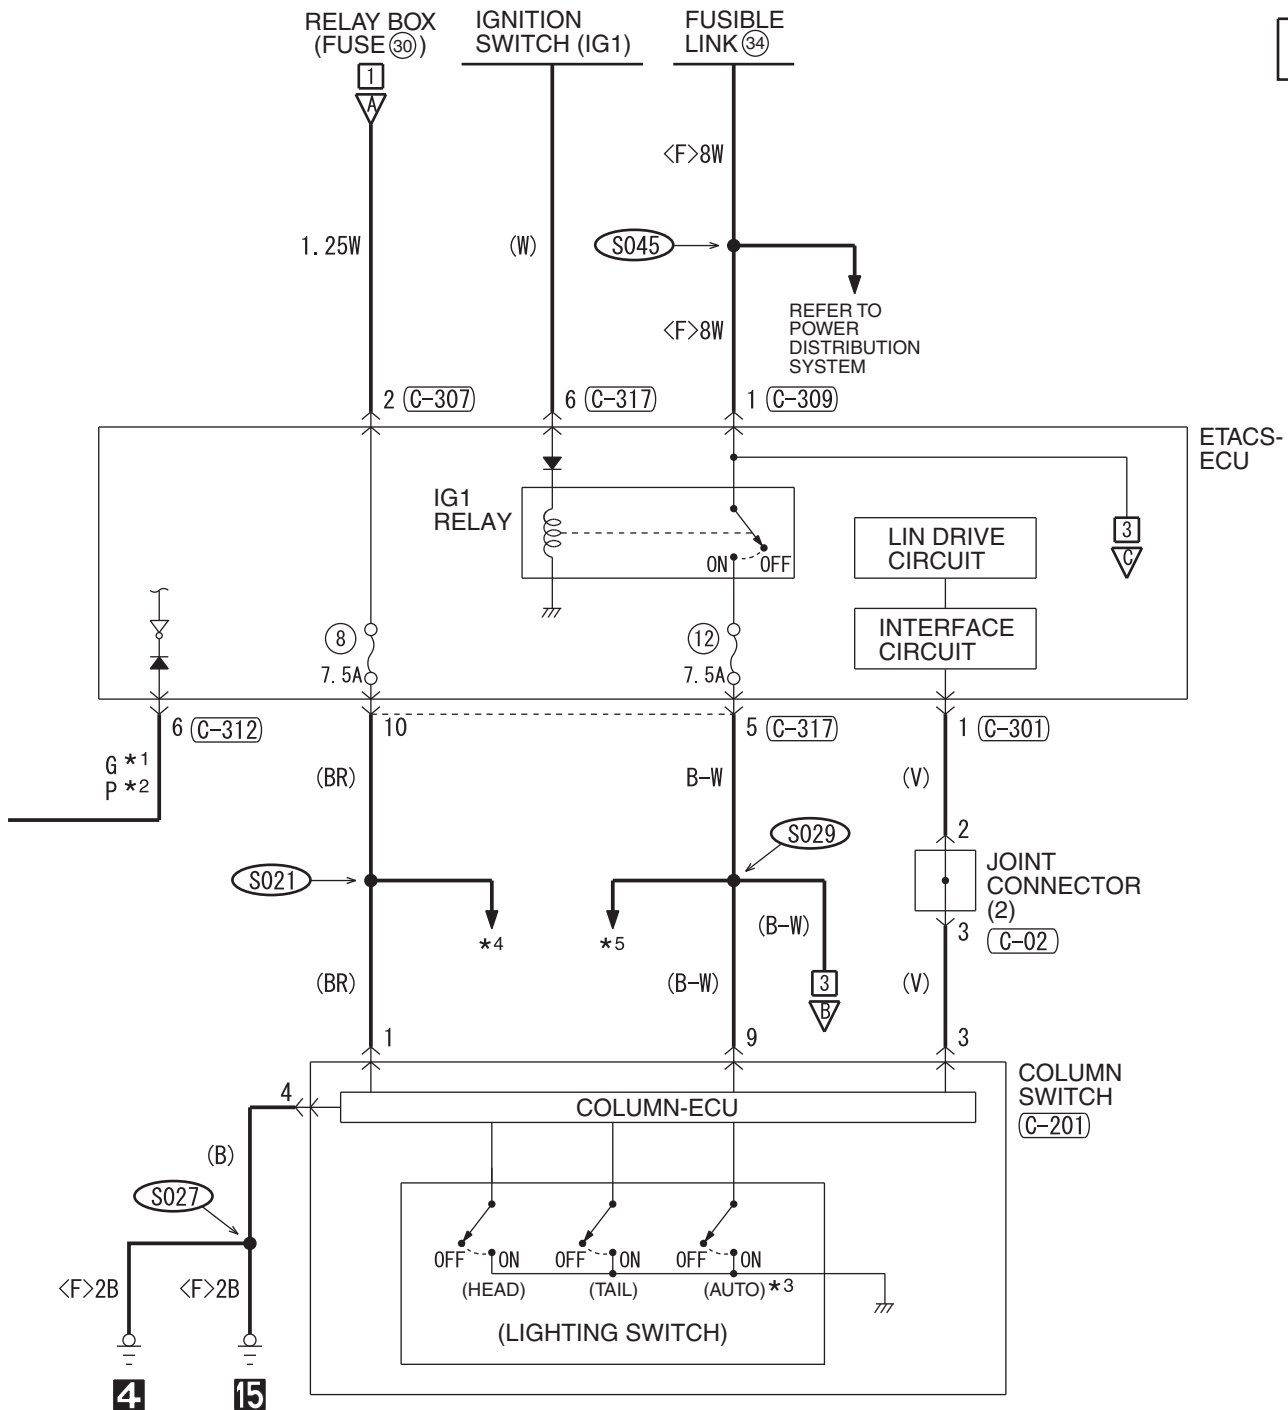 RELAY BOX
(FUSE 30)
IGNITION
SWITCH (IG1)
FUSIBLE
LINK 34
1
A
<F>8W
1.25W
(W)
S045
REFER TO
POWER
DISTRIBUTION
SYSTEM
<F>8W
2 C-307
6 C-317
1 C-309
ETACS-
ECU
IG1
RELAY
ON
OFF
LIN DRIVE
CIRCUIT
3
C
INTERFACE
CIRCUIT
8
7.5A
12
7.5A
6 C-312
10
5 C-317
1 C-301
G *1
P *2
(BR)
B-W
(V)
2
JOINT
CONNECTOR
(2)
3
C-02
S021
S029
*4
*5
(B-W)
(BR)
(B-W)
3
B
(V)
1
9
3
COLUMN
SWITCH
C-201
4
COLUMN-ECU
(B)
S027
OFF ON
OFF ON
OFF ON
(HEAD)
(TAIL)
(AUTO) *3
(LIGHTING SWITCH)
<F>2B
<F>2B
4
15